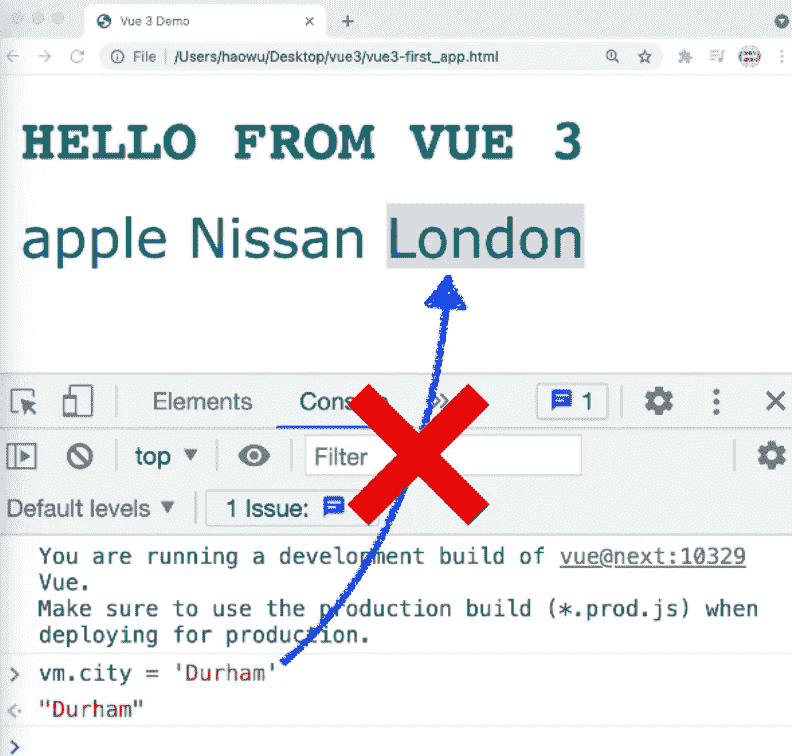 Vue 3 Demo
File /Users/haowu/Desktop/vue3/vue3-first_app.html
HELLO FROM VUE 3
apple Nissan London
Elements 1
top Filter
Default levels 1 Issue:
You are running a development build of vue@next:10329
Vue.
Make sure to use the production build (*.prod.js) when
deploying for production.
> vm.city = 'Durham'
"Durham"
>